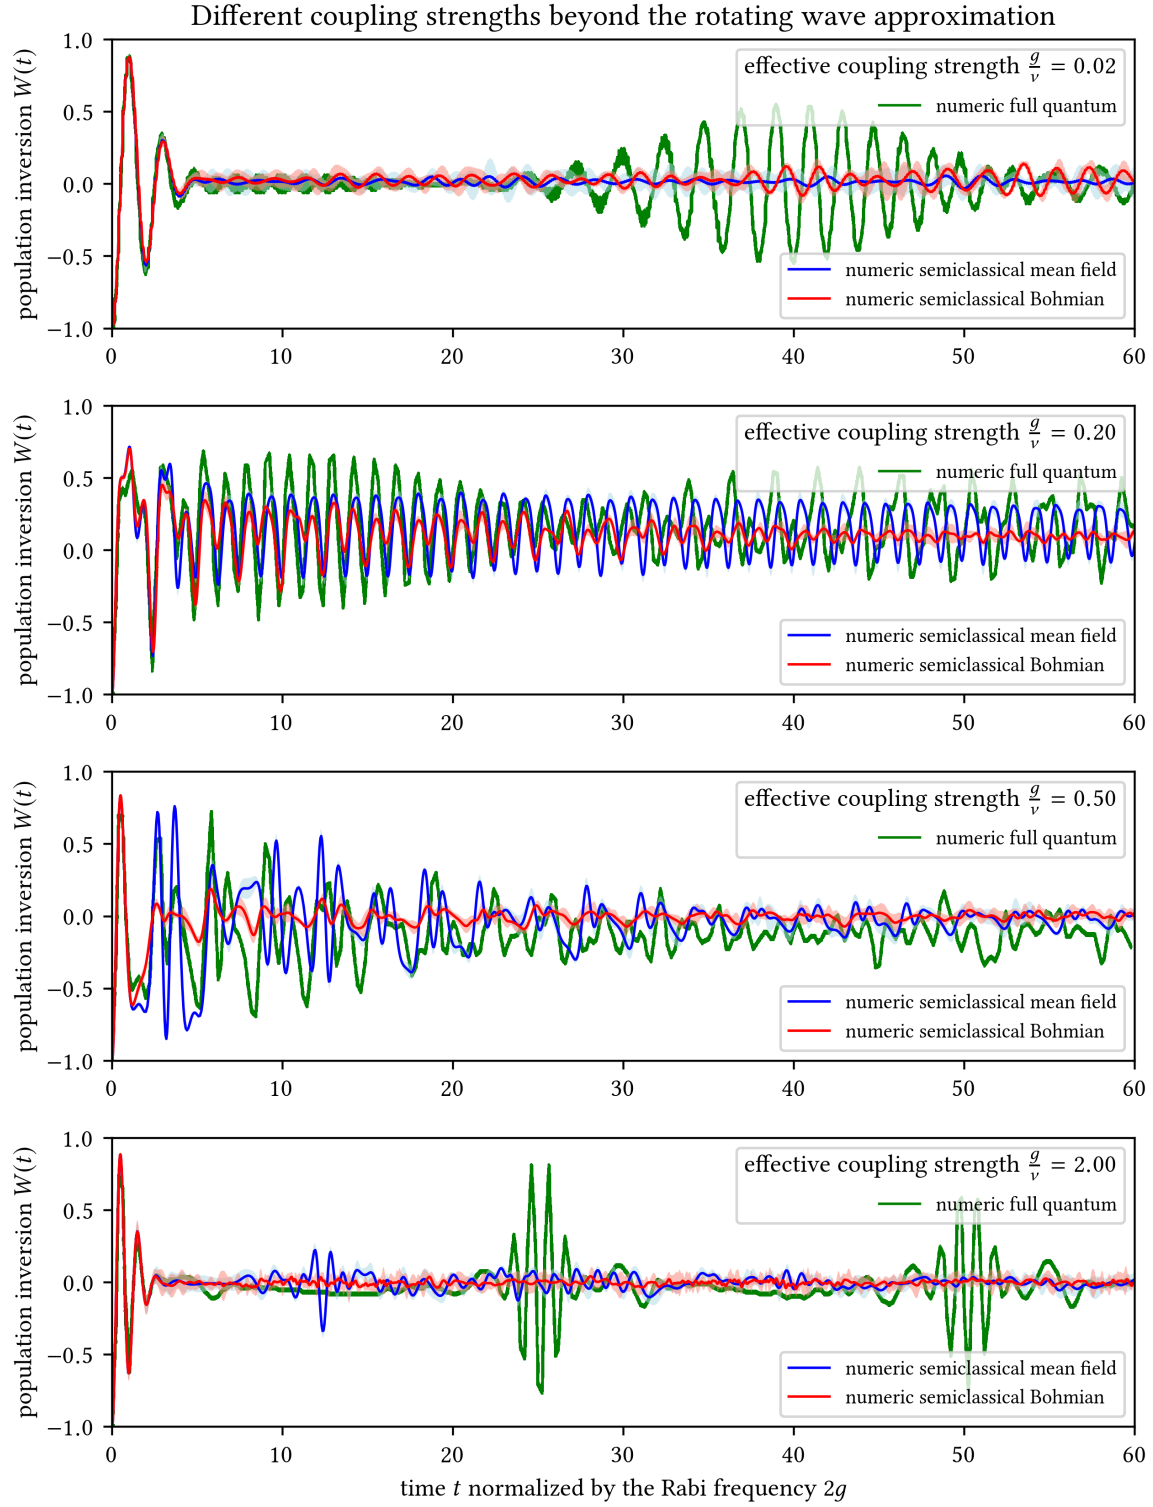 Different coupling strengths beyond the rotating wave approximation
population inversion W(t)
1.0
0.5
0.0
−0.5
−1.0
effective coupling strength g/ν = 0.02
numeric full quantum
numeric semiclassical mean field
numeric semiclassical Bohmian
0 10 20 30 40 50 60
population inversion W(t)
1.0
0.5
0.0
−0.5
−1.0
effective coupling strength g/ν = 0.20
numeric full quantum
numeric semiclassical mean field
numeric semiclassical Bohmian
0 10 20 30 40 50 60
population inversion W(t)
1.0
0.5
0.0
−0.5
−1.0
effective coupling strength g/ν = 0.50
numeric full quantum
numeric semiclassical mean field
numeric semiclassical Bohmian
0 10 20 30 40 50 60
population inversion W(t)
1.0
0.5
0.0
−0.5
−1.0
effective coupling strength g/ν = 2.00
numeric full quantum
numeric semiclassical mean field
numeric semiclassical Bohmian
0 10 20 30 40 50 60
time t normalized by the Rabi frequency 2g